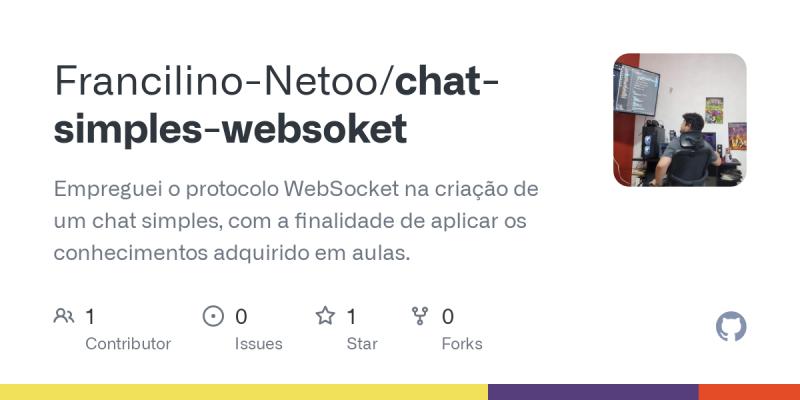 Francilino-Netoo/chat-
simples-websoket
Empreguei o protocolo WebSocket na criação de
um chat simples, com a finalidade de aplicar os
conhecimentos adquirido em aulas.
1 0 1 0
Contributor Issues Star Forks